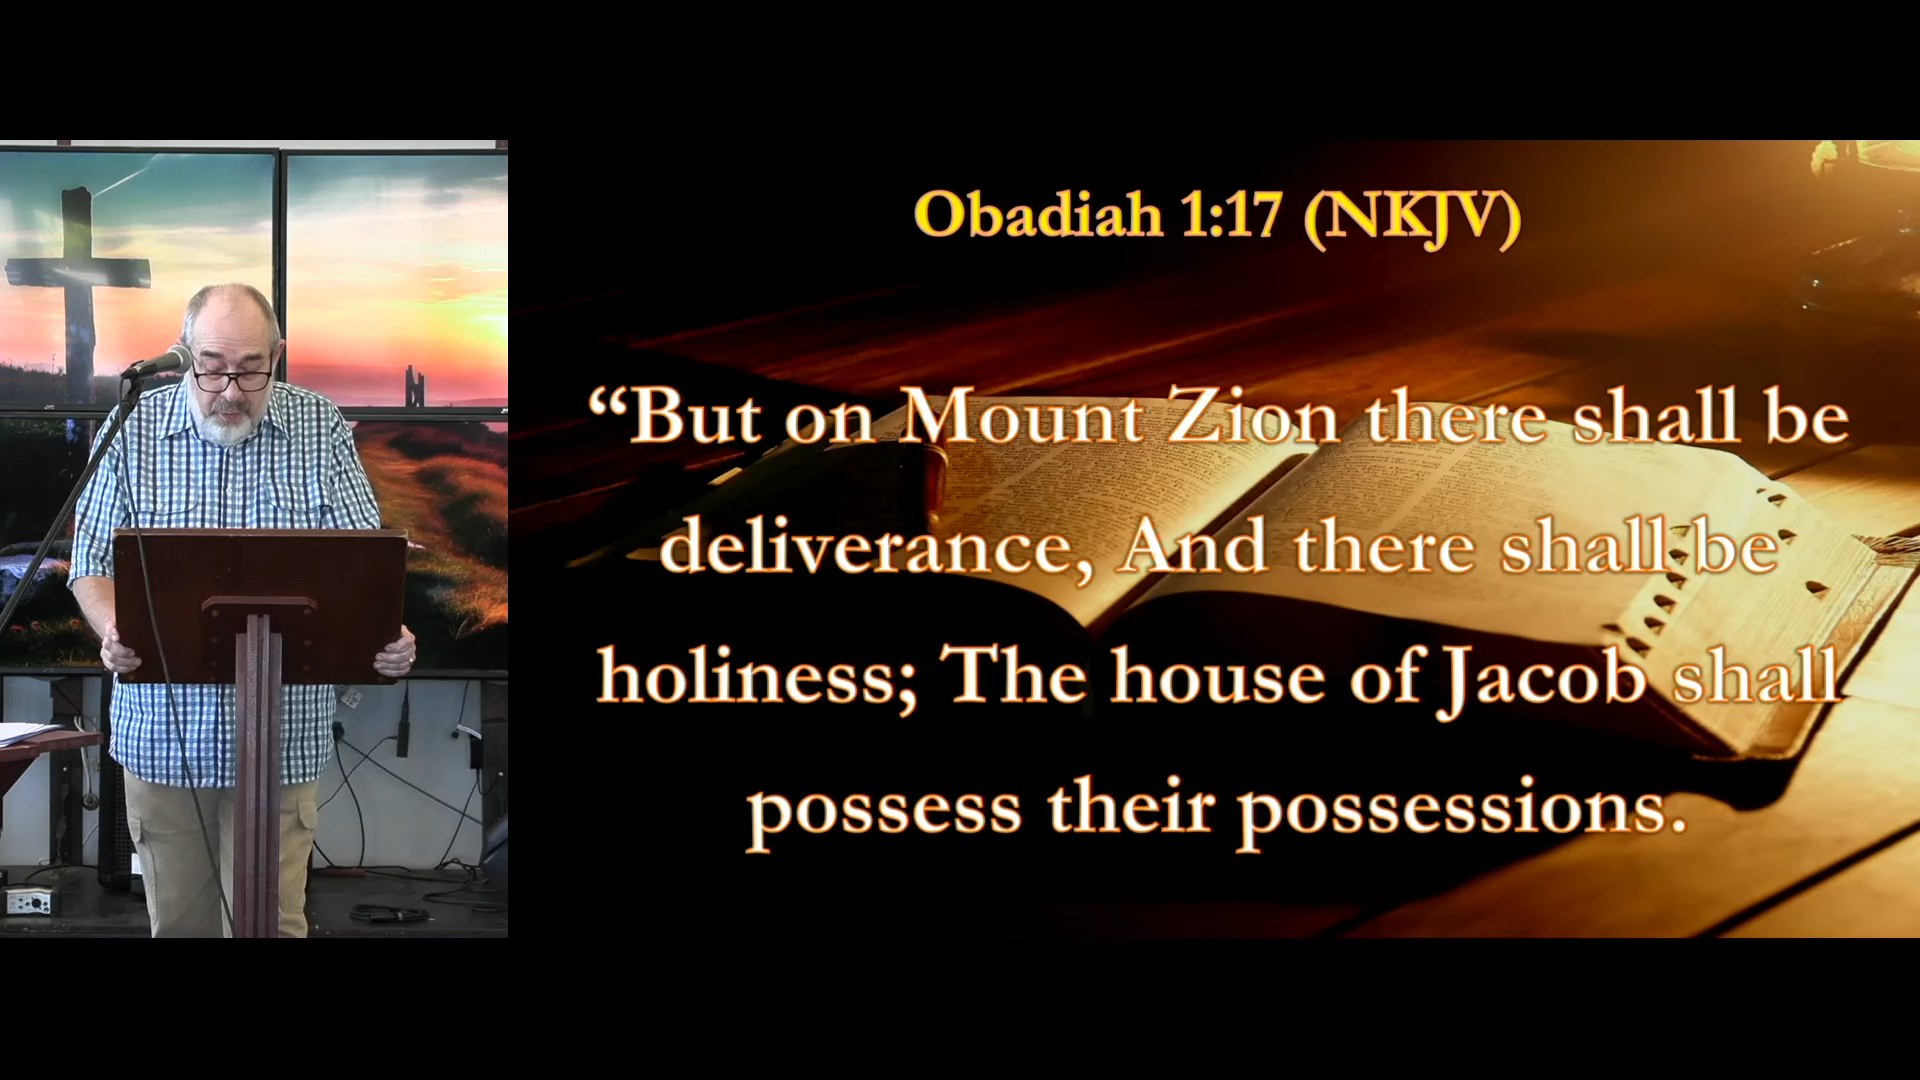 Obadiah 1:17 (NKJV)
“But on Mount Zion there shall be
deliverance, And there shall be
holiness; The house of Jacob shall
possess their possessions.